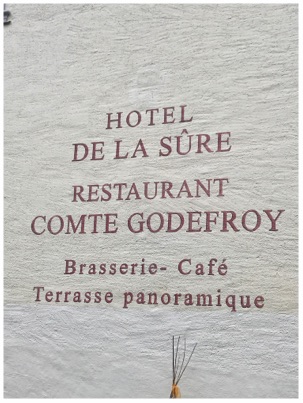 HOTEL
DE LA SÛRE
RESTAURANT
COMTE GODEFROY
Brasserie- Café
Terrasse panoramique